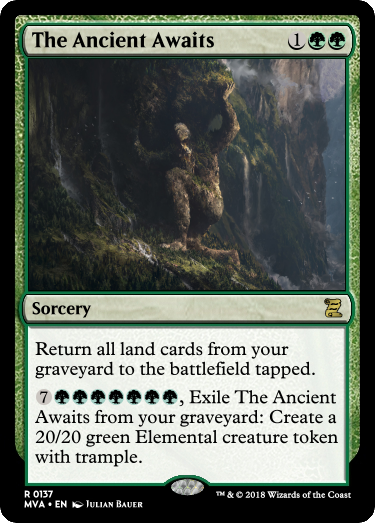 The Ancient Awaits 1
Sorcery
Return all land cards from your
graveyard to the battlefield tapped.
7, Exile The Ancient
Awaits from your graveyard: Create a
20/20 green Elemental creature token
with trample.
R 0137
MVA • EN JULIAN BAUER
™ & © 2018 Wizards of the Coast